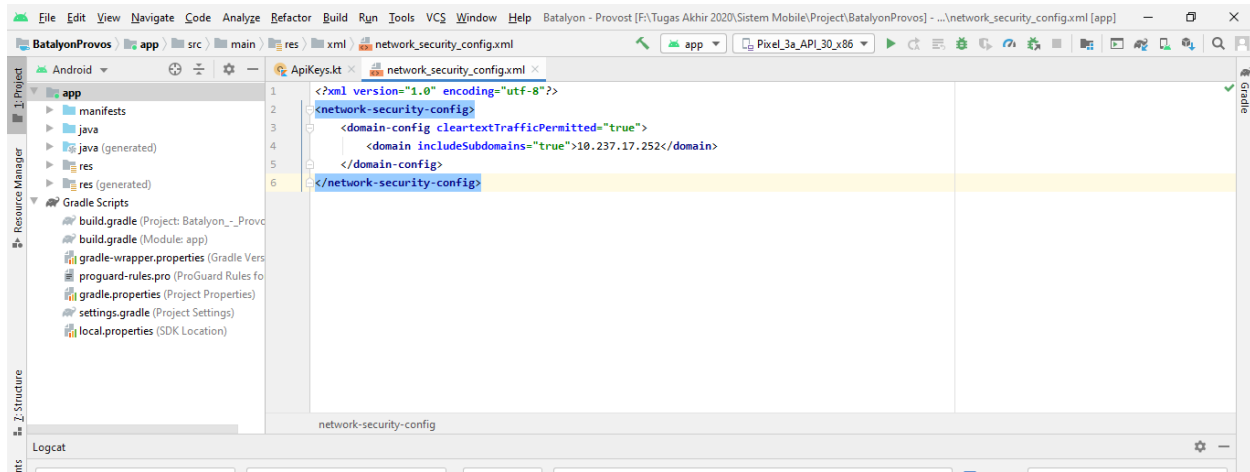 File Edit View Navigate Code Analyze Refactor Build Run Tools VCS Window Help Batalyon - Provost [F:\Tugas Akhir 2020\Sistem Mobile\Project\BatalyonProvos] - ...\network_security_config.xml [app]
BatalyonProvos app src main res xml network_security_config.xml app Pixel_3a_API_30_x86
Android ApiKeys.kt network_security_config.xml
1: Project
Resource Manager
7: Structure
Gradle
app
manifests
java
java (generated)
res
res (generated)
Gradle Scripts
build.gradle (Project: Batalyon_-_Provo
build.gradle (Module: app)
gradle-wrapper.properties (Gradle Vers
proguard-rules.pro (ProGuard Rules fo
gradle.properties (Project Properties)
settings.gradle (Project Settings)
local.properties (SDK Location)
1 <?xml version="1.0" encoding="utf-8"?>
2 <network-security-config>
3 <domain-config cleartextTrafficPermitted="true">
4 <domain includeSubdomains="true">10.237.17.252</domain>
5 </domain-config>
6 </network-security-config>
network-security-config
Logcat